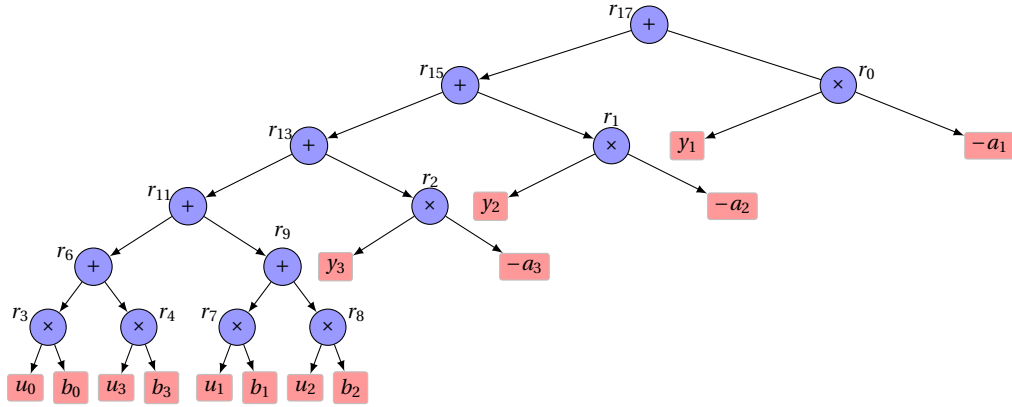 r₁₇ +
r₁₅ + × r₀
r₁₃ + r₁ × y₁ −a₁
r₁₁ + r₂ × y₂ −a₂
r₆ + r₉ + y₃ −a₃
r₃ × × r₄ r₇ × × r₈
u₀ b₀ u₃ b₃ u₁ b₁ u₂ b₂